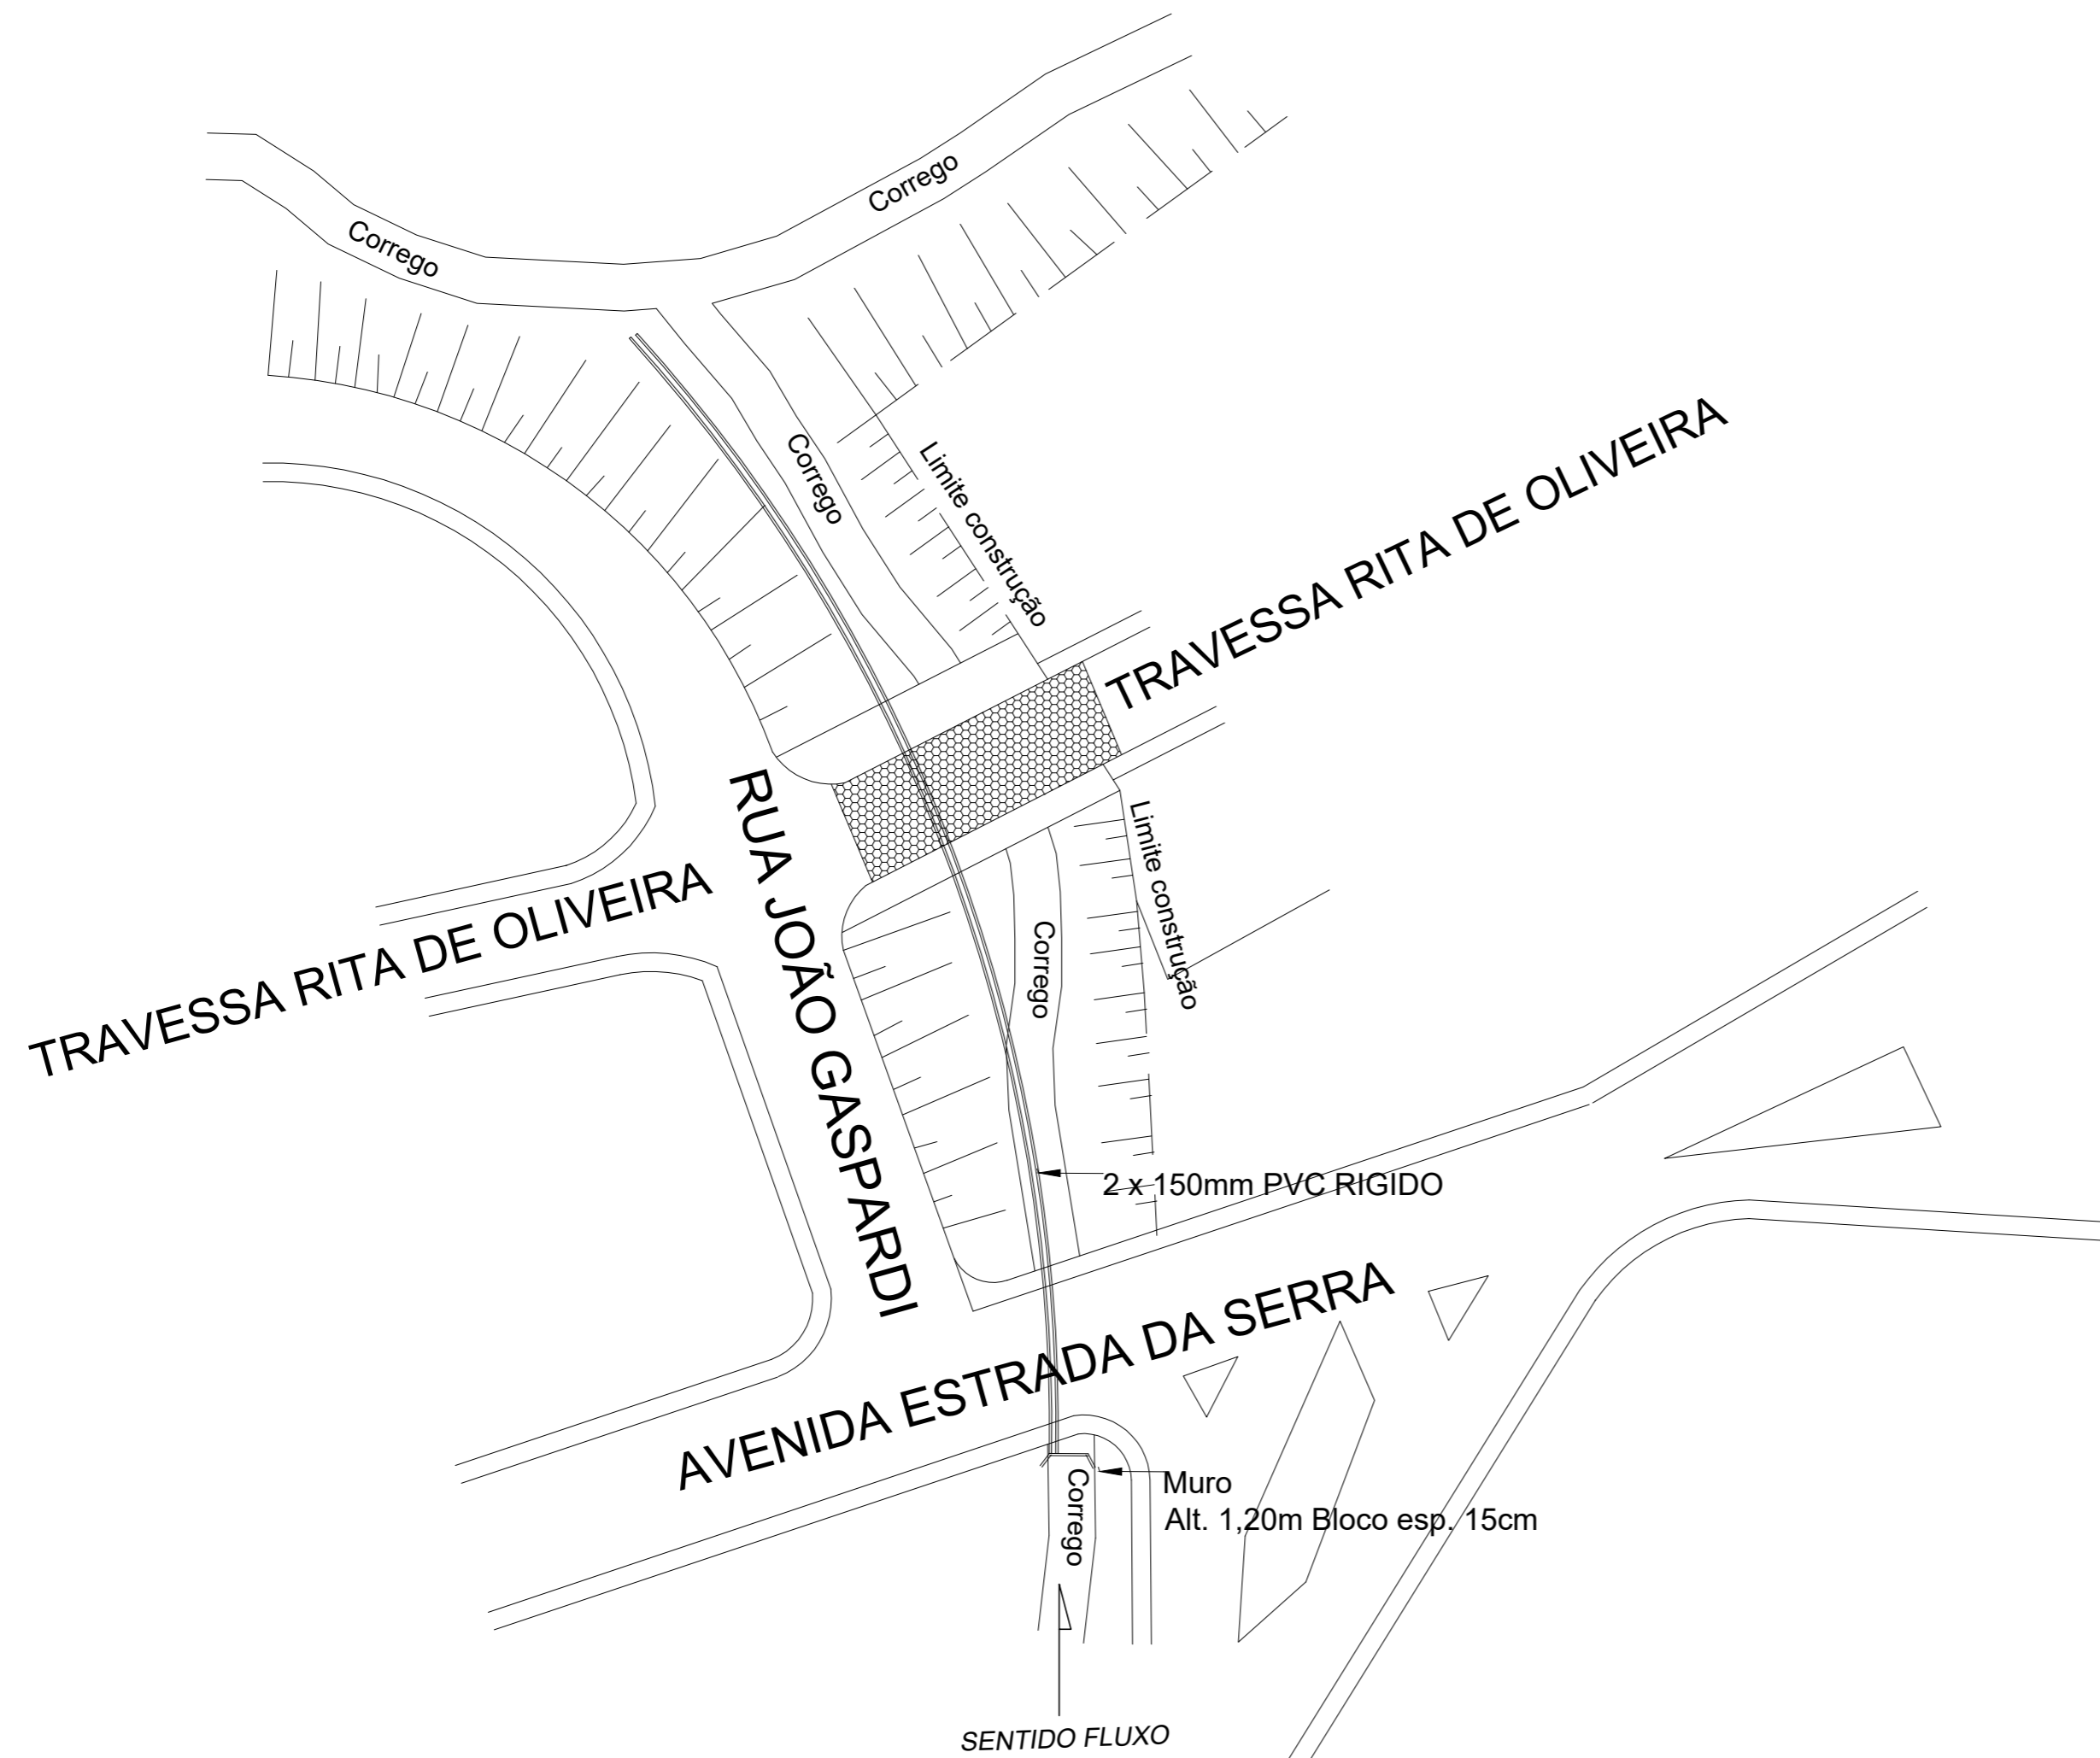 Corrego
Corrego
Corrego
Limite construção
TRAVESSA RITA DE OLIVEIRA
RUA JOÃO GASPARDI
Limite construção
TRAVESSA RITA DE OLIVEIRA
Corrego
2 x 150mm PVC RIGIDO
AVENIDA ESTRADA DA SERRA
Corrego
Muro
Alt. 1,20m Bloco esp. 15cm
SENTIDO FLUXO